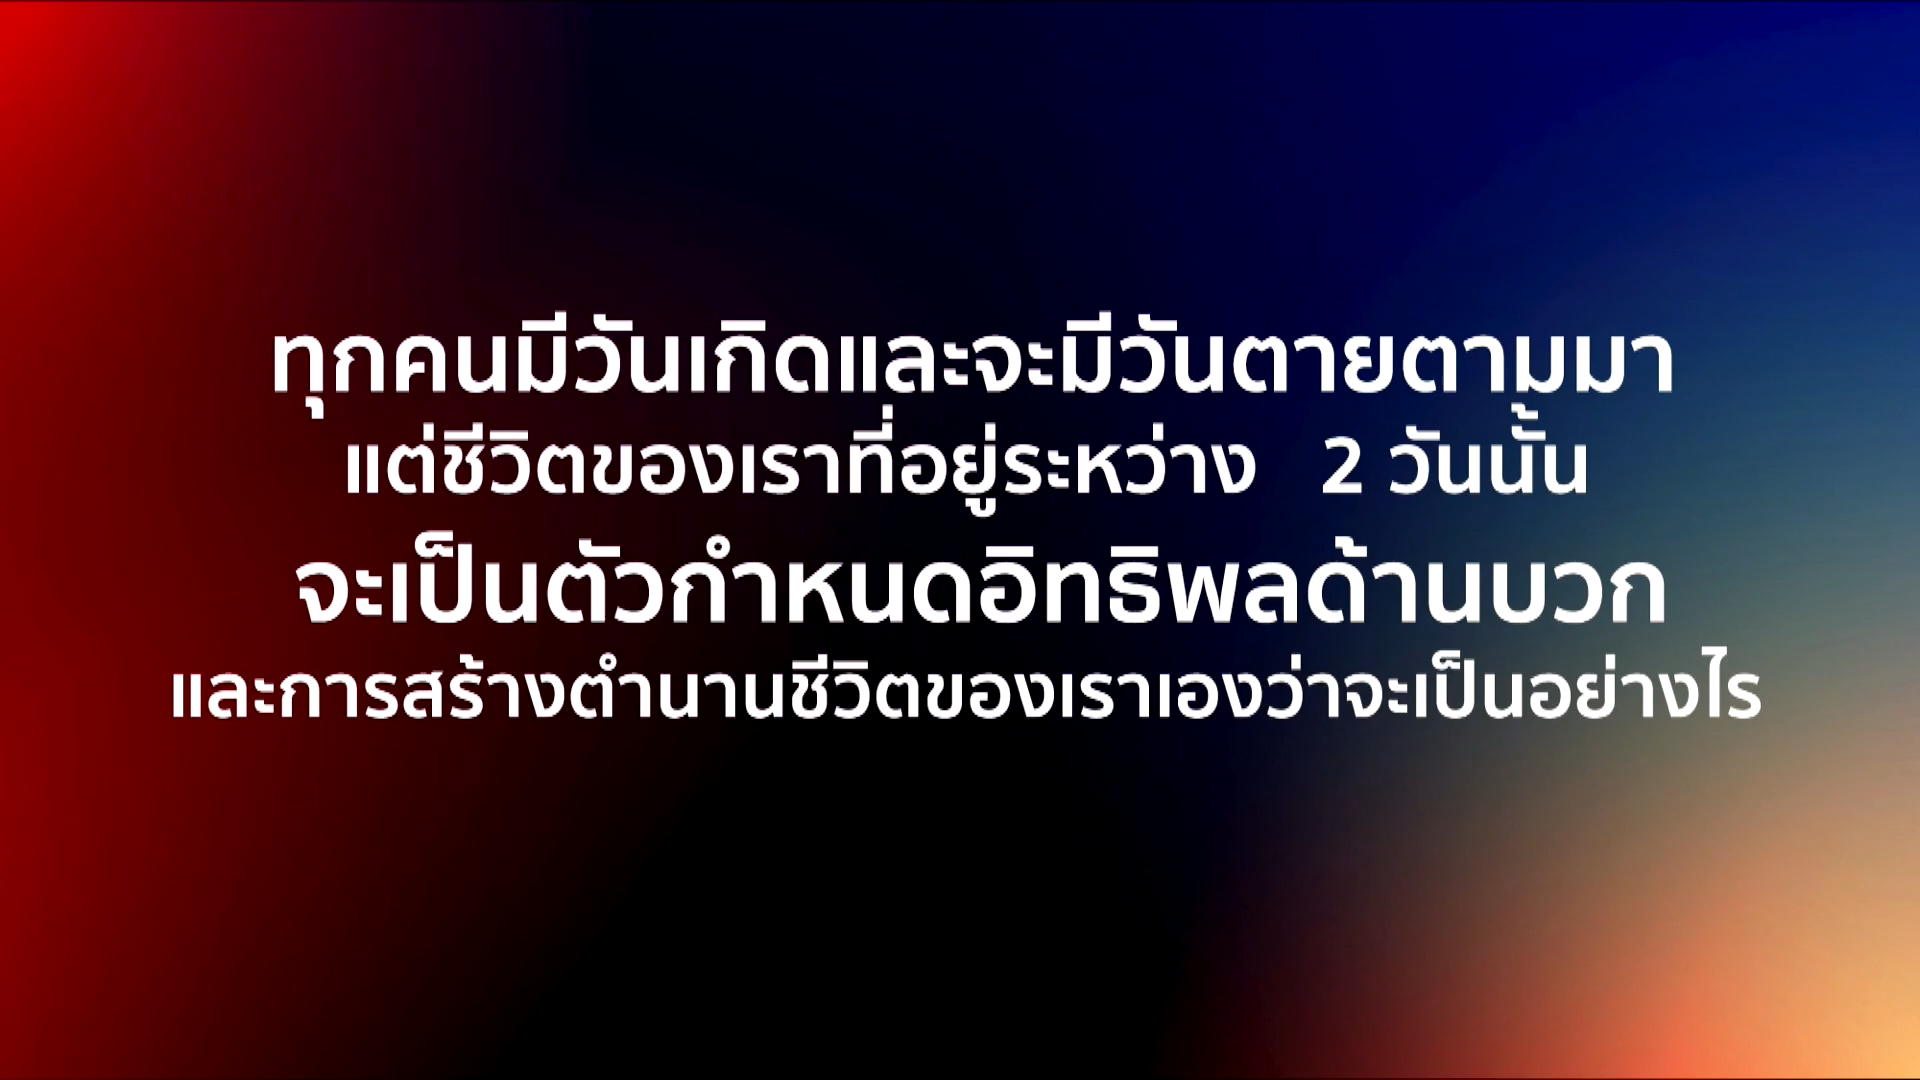 ทุกคนมีวันเกิดและจะมีวันตายตามมา
แต่ชีวิตของเราที่อยู่ระหว่าง 2 วันนั้น
จะเป็นตัวกำหนดอิทธิพลด้านบวก
และการสร้างตำนานชีวิตของเราเองว่าจะเป็นอย่างไร